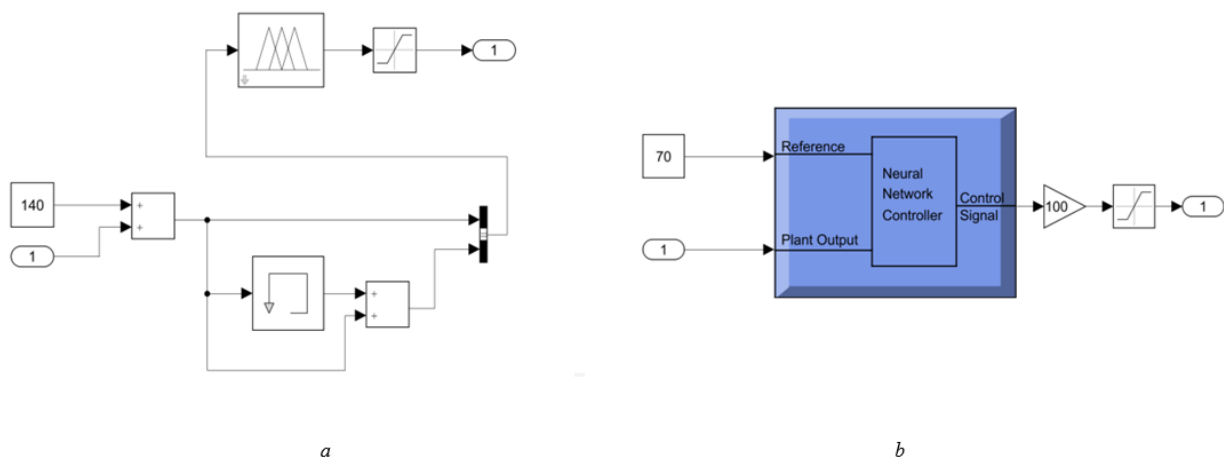 1
140
+
+
1
+
+
a
70
Reference
Neural
Network
Controller
Control
Signal
100
1
1
Plant Output
b